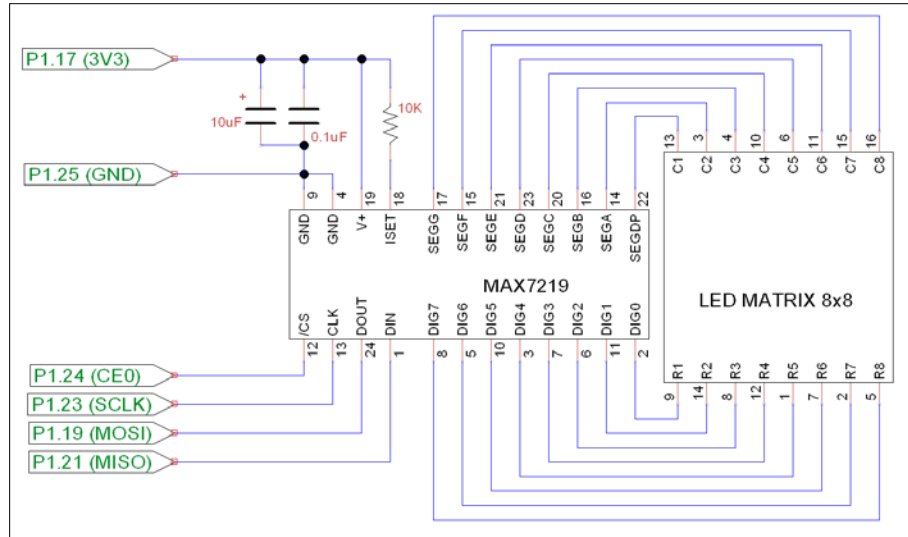 P1.17 (3V3)
+
10uF
0.1uF
10K
P1.25 (GND)
9 4 19 18 17 15 21 23 20 16 14 22
GND GND V+ ISET SEGG SEGF SEGE SEGD SEGC SEGB SEGA SEGDP
MAX7219
/CS CLK DOUT DIN DIG7 DIG6 DIG5 DIG4 DIG3 DIG2 DIG1 DIG0
12 13 24 1 8 5 10 3 7 6 11 2
13 3 4 10 6 11 15 16
C1 C2 C3 C4 C5 C6 C7 C8
LED MATRIX 8x8
R1 R2 R3 R4 R5 R6 R7 R8
9 14 8 12 1 7 2 5
P1.24 (CE0)
P1.23 (SCLK)
P1.19 (MOSI)
P1.21 (MISO)